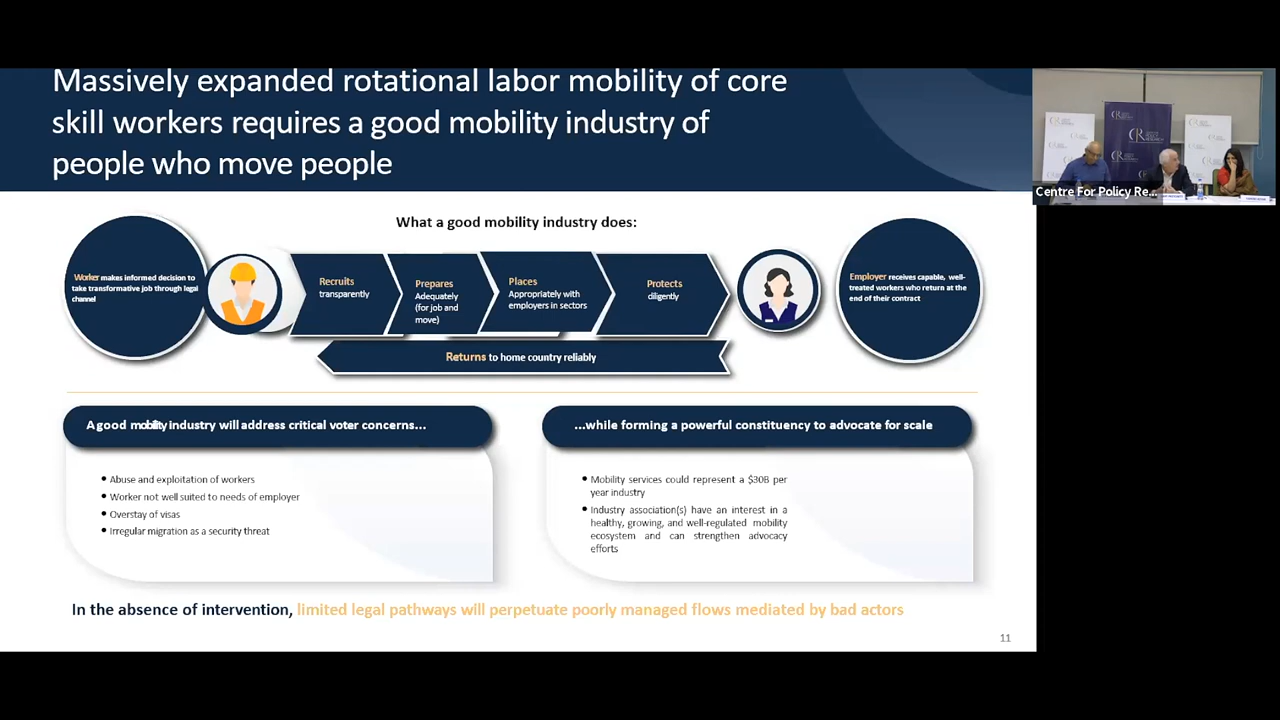 Massively expanded rotational labor mobility of core
skill workers requires a good mobility industry of
people who move people
Centre For Policy Re...
What a good mobility industry does:
Worker makes informed decision to
take transformative job through legal
channel
Recruits
transparently
Prepares
Adequately
(for job and
move)
Places
Appropriately with
employers in sectors
Protects
diligently
Employer receives capable, well-
treated workers who return at the
end of their contract
Returns to home country reliably
A good mobility industry will address critical voter concerns...
• Abuse and exploitation of workers
• Worker not well suited to needs of employer
• Overstay of visas
• Irregular migration as a security threat
...while forming a powerful constituency to advocate for scale
• Mobility services could represent a $30B per
year industry
• Industry association(s) have an interest in a
healthy, growing, and well-regulated mobility
ecosystem and can strengthen advocacy
efforts
In the absence of intervention, limited legal pathways will perpetuate poorly managed flows mediated by bad actors
11